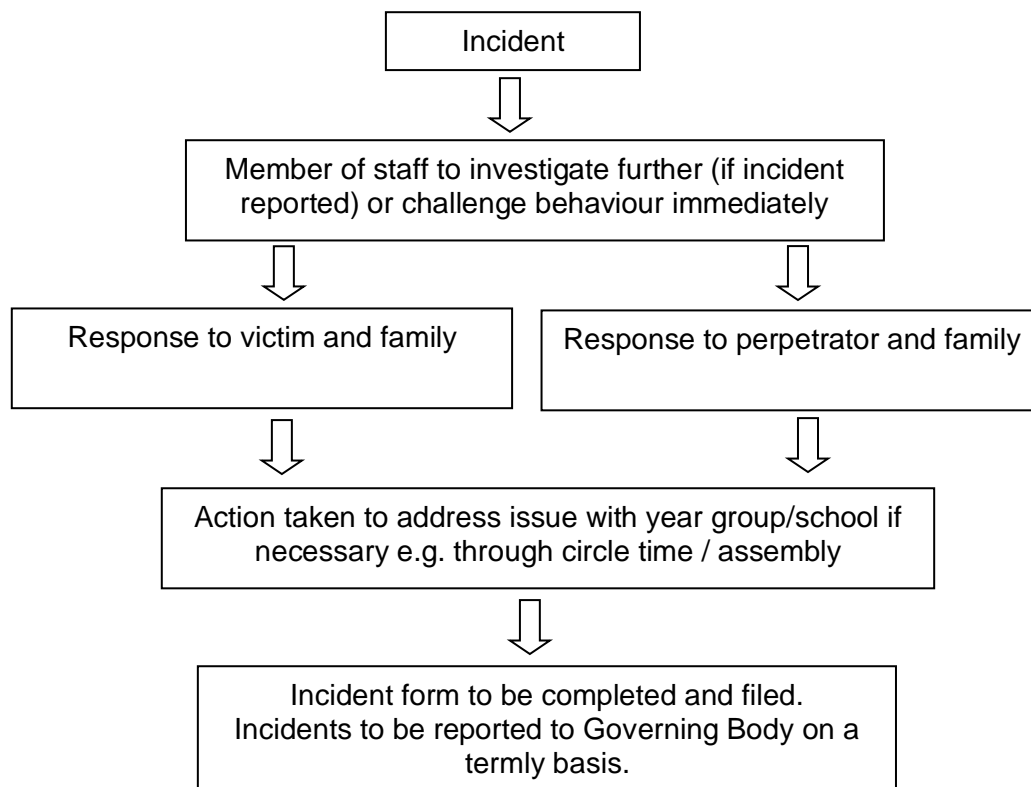 Incident
Member of staff to investigate further (if incident
reported) or challenge behaviour immediately
Response to victim and family
Response to perpetrator and family
Action taken to address issue with year group/school if
necessary e.g. through circle time / assembly
Incident form to be completed and filed.
Incidents to be reported to Governing Body on a
termly basis.